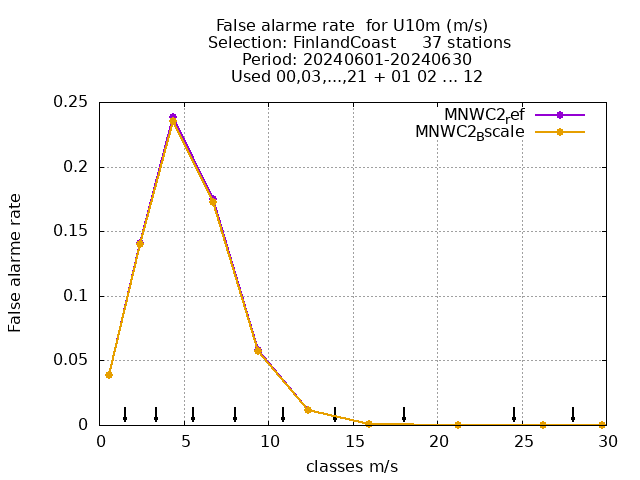 False alarme rate  for U10m (m/s)
Selection: FinlandCoast     37 stations
Period: 20240601-20240630
Used 00,03,...,21 + 01 02 ... 12
MNWC2_ref
MNWC2_Bscale
False alarme rate
0.25
0.2
0.15
0.1
0.05
0
0 5 10 15 20 25 30
classes m/s